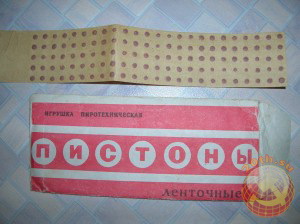 ИГРУШКА ПИРОТЕХНИЧЕСКАЯ
ПИСТОНЫ
ленточные